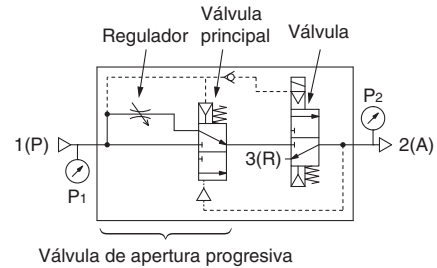 Válvula
principal
Regulador
Válvula
P2
1(P)
2(A)
3(R)
P1
Válvula de apertura progresiva